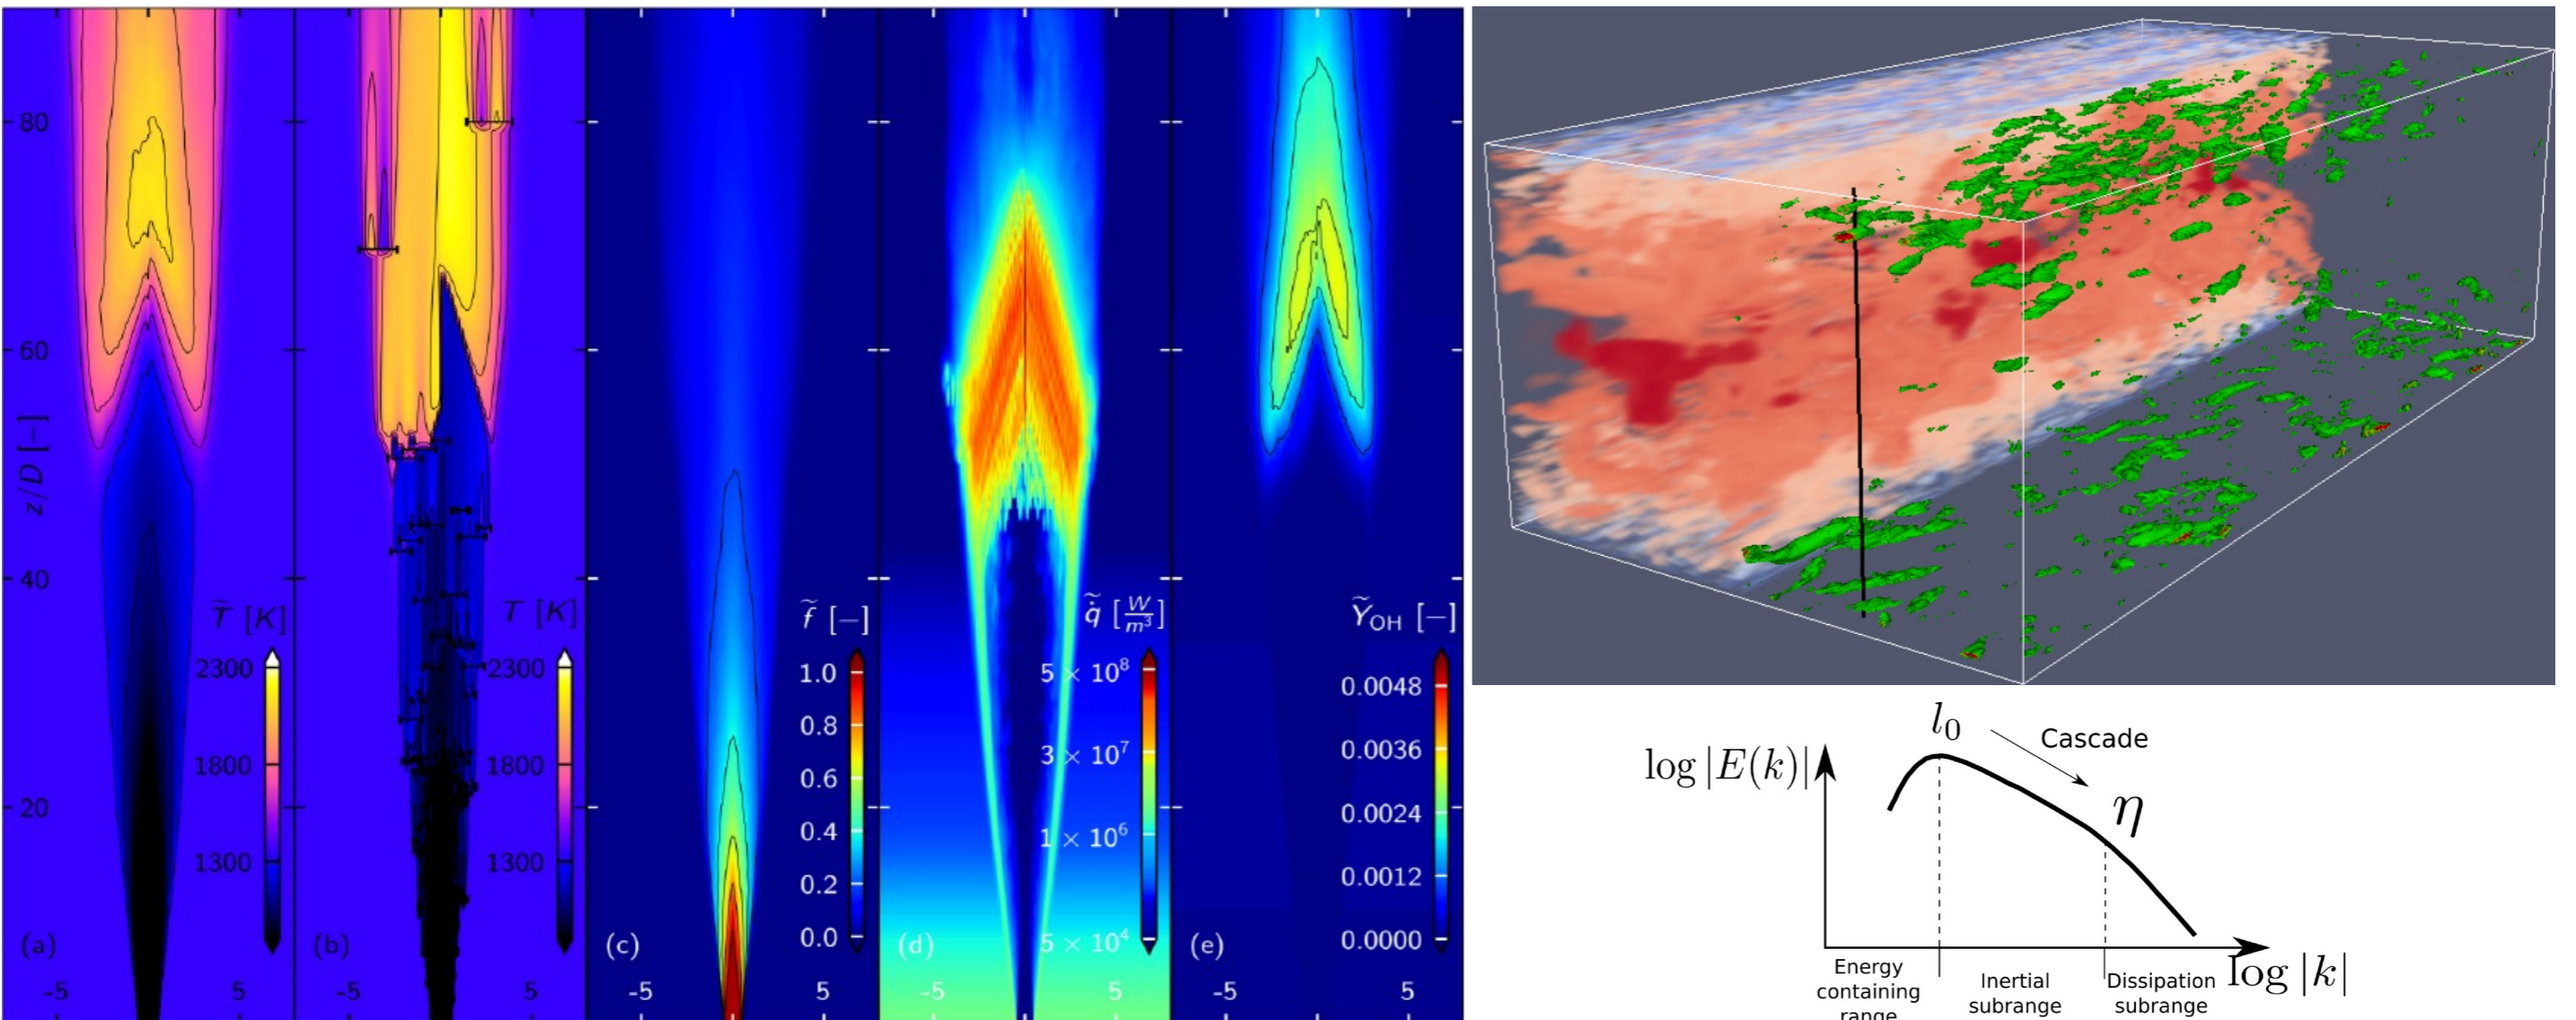 80
60
z/D [−]
40
20
T̃ [K]
2300
1800
1300
(a)
-5
5
T [K]
2300
1800
1300
(b)
-5
5
f̃ [−]
1.0
0.8
0.6
0.4
0.2
0.0
(c)
-5
5
q̇̃ [W/m³]
5 × 10⁸
3 × 10⁷
1 × 10⁶
5 × 10⁴
(d)
-5
5
Ỹ_OH [−]
0.0048
0.0036
0.0024
0.0012
0.0000
(e)
-5
5
l₀
Cascade
log |E(k)|
η
log |k|
Energy
containing
range
Inertial
subrange
Dissipation
subrange